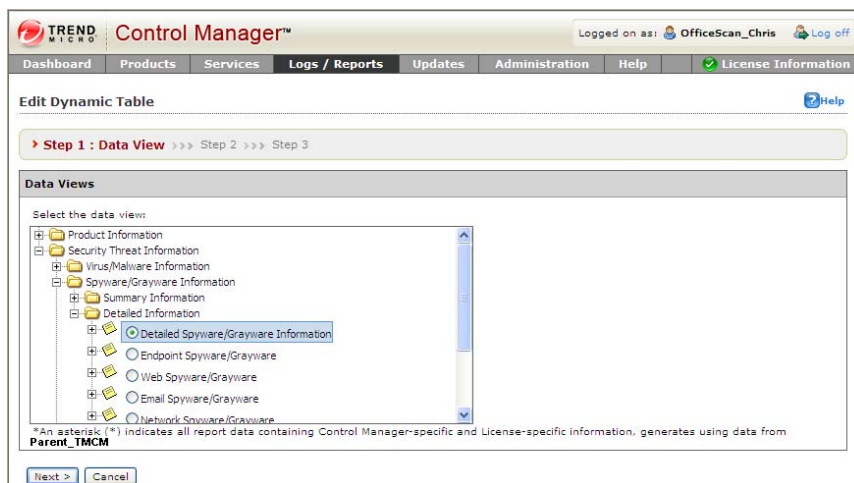 TREND MICRO Control Manager™ Logged on as: OfficeScan_Chris Log off
Dashboard Products Services Logs / Reports Updates Administration Help License Information
Edit Dynamic Table Help
Step 1 : Data View >>> Step 2 >>> Step 3
Data Views
Select the data view:
Product Information
Security Threat Information
Virus/Malware Information
Spyware/Grayware Information
Summary Information
Detailed Information
Detailed Spyware/Grayware Information
Endpoint Spyware/Grayware
Web Spyware/Grayware
Email Spyware/Grayware
Network Spyware/Grayware
*An asterisk (*) indicates all report data containing Control Manager-specific and License-specific information, generates using data from
Parent_TMCM
Next > Cancel